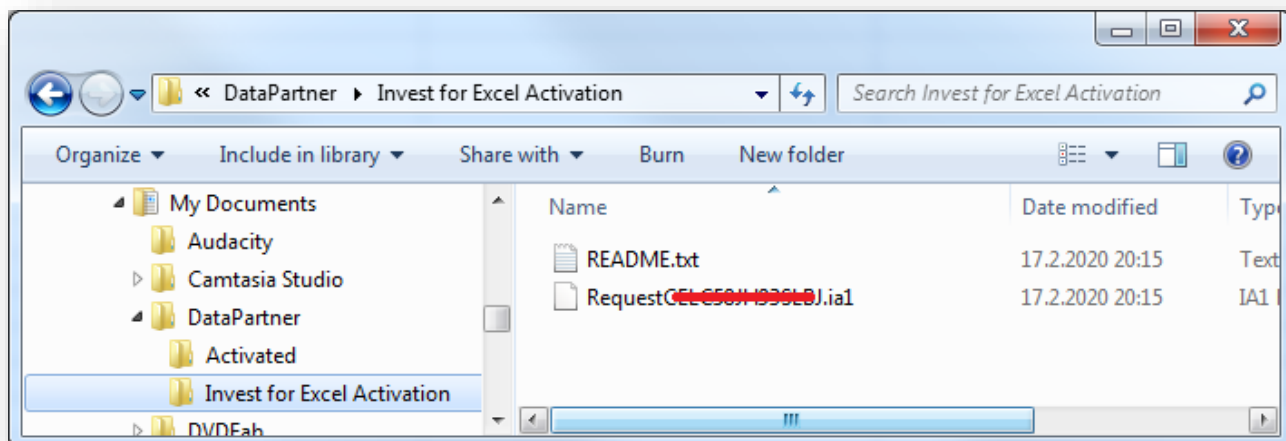 « DataPartner ▸ Invest for Excel Activation
Search Invest for Excel Activation
Organize Include in library Share with Burn New folder
My Documents
Audacity
Camtasia Studio
DataPartner
Activated
Invest for Excel Activation
Name Date modified
README.txt 17.2.2020 20:15 Text
.ia1 17.2.2020 20:15 IA1